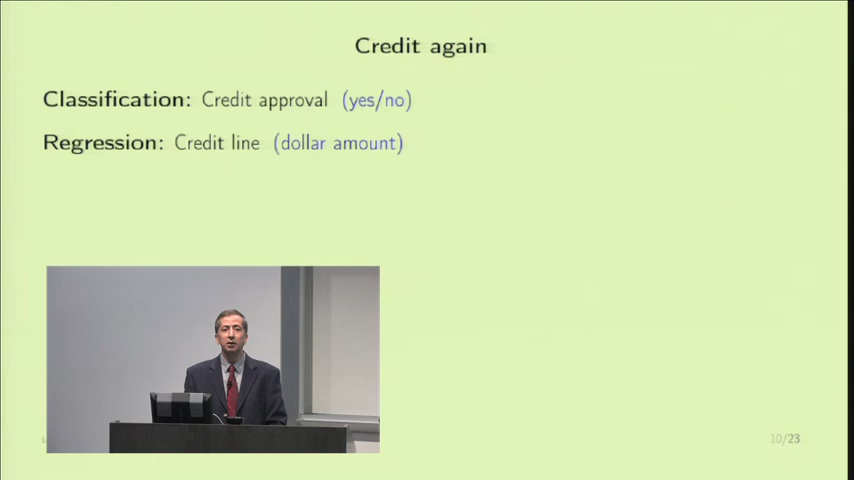 Credit again
Classification: Credit approval (yes/no)
Regression: Credit line (dollar amount)
10/23